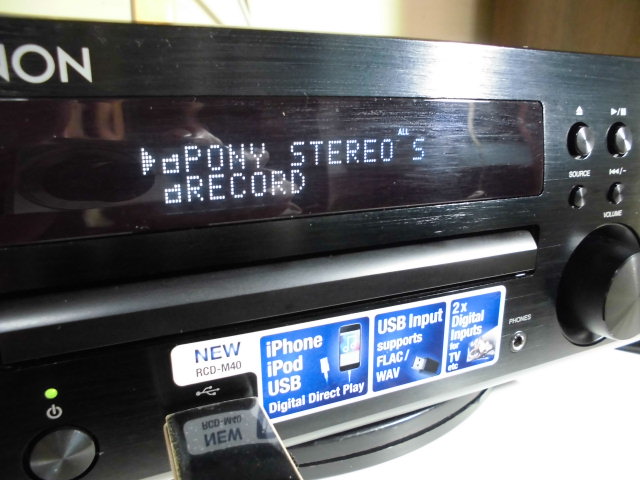 NON
ALL
PONY STEREO S
RECORD
SOURCE
VOLUME
NEW
RCD-M40
iPhone
iPod
USB
Digital Direct Play
USB Input
supports
FLAC/
WAV
2x
Digital
Inputs
for
TV
etc
PHONES
NEW
RCD-M40